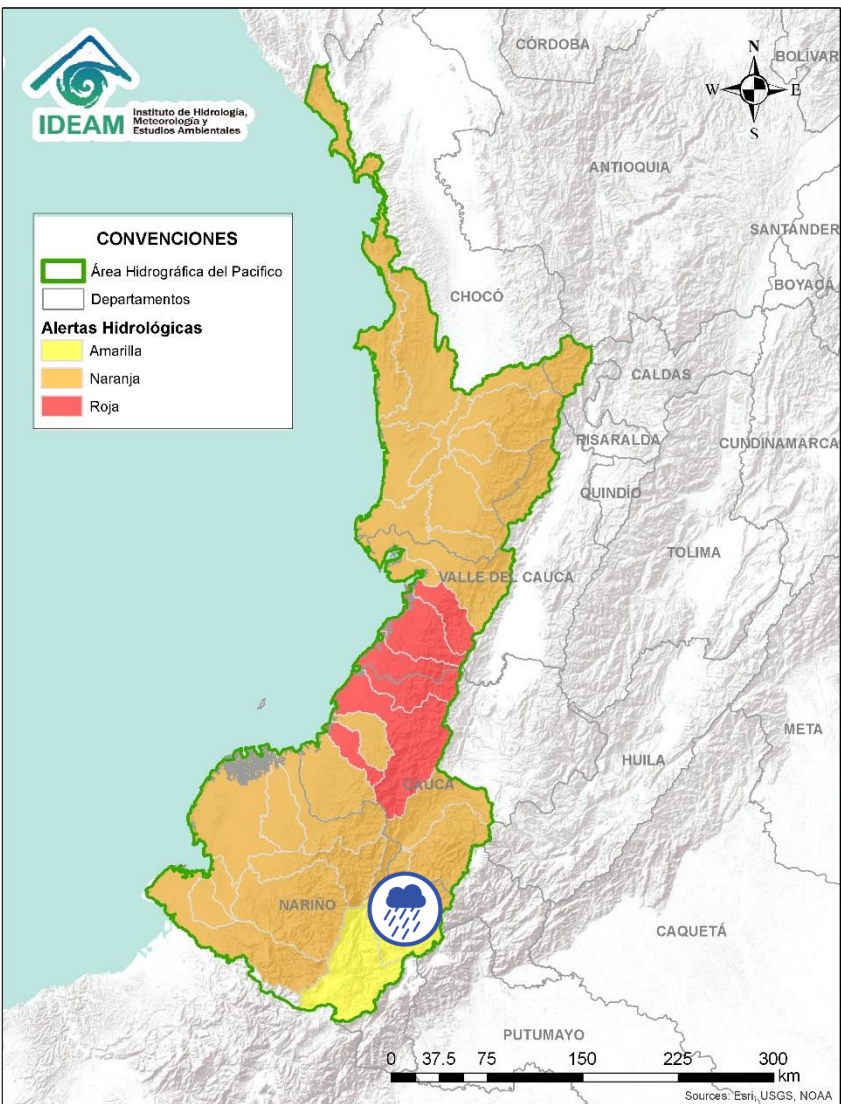 IDEAM
Instituto de Hidrología,
Meteorología y
Estudios Ambientales
CONVENCIONES
Área Hidrográfica del Pacifico
Departamentos
Alertas Hidrológicas
Amarilla
Naranja
Roja
N
W
E
S
CÓRDOBA
BOLÍVAR
ANTIOQUIA
SANTANDER
BOYACÁ
CHOCÓ
CALDAS
RISARALDA
CUNDINAMARCA
QUINDÍO
TOLIMA
VALLE DEL CAUCA
META
HUILA
CAUCA
NARIÑO
CAQUETÁ
PUTUMAYO
0 37.5 75 150 225 300
km
Sources: Esri, USGS, NOAA